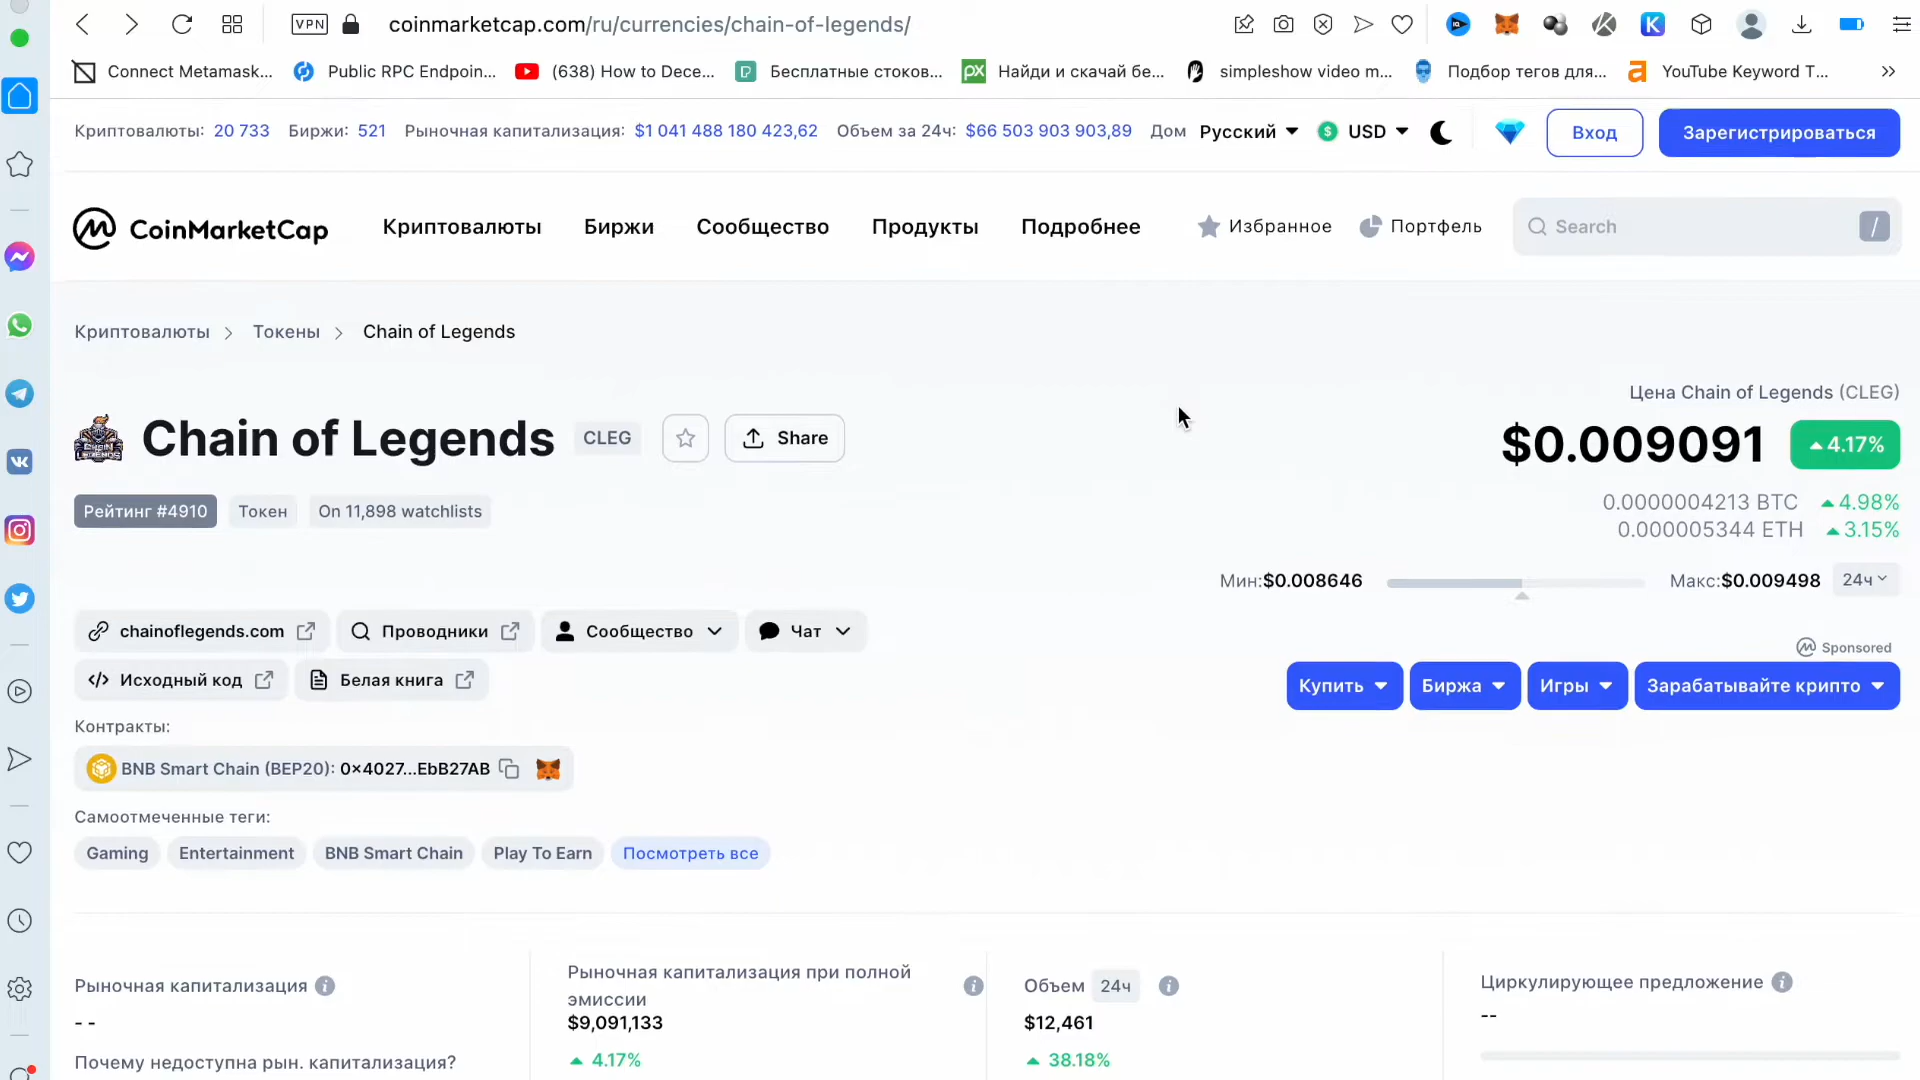 VPN coinmarketcap.com/ru/currencies/chain-of-legends/
Connect Metamask... Public RPC Endpoin... (638) How to Dece... Бесплатные стоков... Найди и скачай бе... simpleshow video m... Подбор тегов для... YouTube Keyword T...
Криптовалюты: 20 733 Биржи: 521 Рыночная капитализация: $1 041 488 180 423,62 Объем за 24ч: $66 503 903 903,89 Дом Русский USD Вход Зарегистрироваться
CoinMarketCap Криптовалюты Биржи Сообщество Продукты Подробнее Избранное Портфель Search /
Криптовалюты > Токены > Chain of Legends
Цена Chain of Legends (CLEG)
Chain of Legends CLEG Share $0.009091 4.17%
Рейтинг #4910 Токен On 11,898 watchlists 0.0000004213 BTC 4.98%
0.000005344 ETH 3.15%
Мин:$0.008646 Макс:$0.009498 24ч
chainoflegends.com Проводники Сообщество Чат
Sponsored
Исходный код Белая книга Купить Биржа Игры Зарабатывайте крипто
Контракты:
BNB Smart Chain (BEP20): 0x4027...EbB27AB
Самоотмеченные теги:
Gaming Entertainment BNB Smart Chain Play To Earn Посмотреть все
Рыночная капитализация
- -
Почему недоступна рын. капитализация?
Рыночная капитализация при полной
эмиссии
$9,091,133
4.17%
Объем 24ч
$12,461
38.18%
Циркулирующее предложение
--